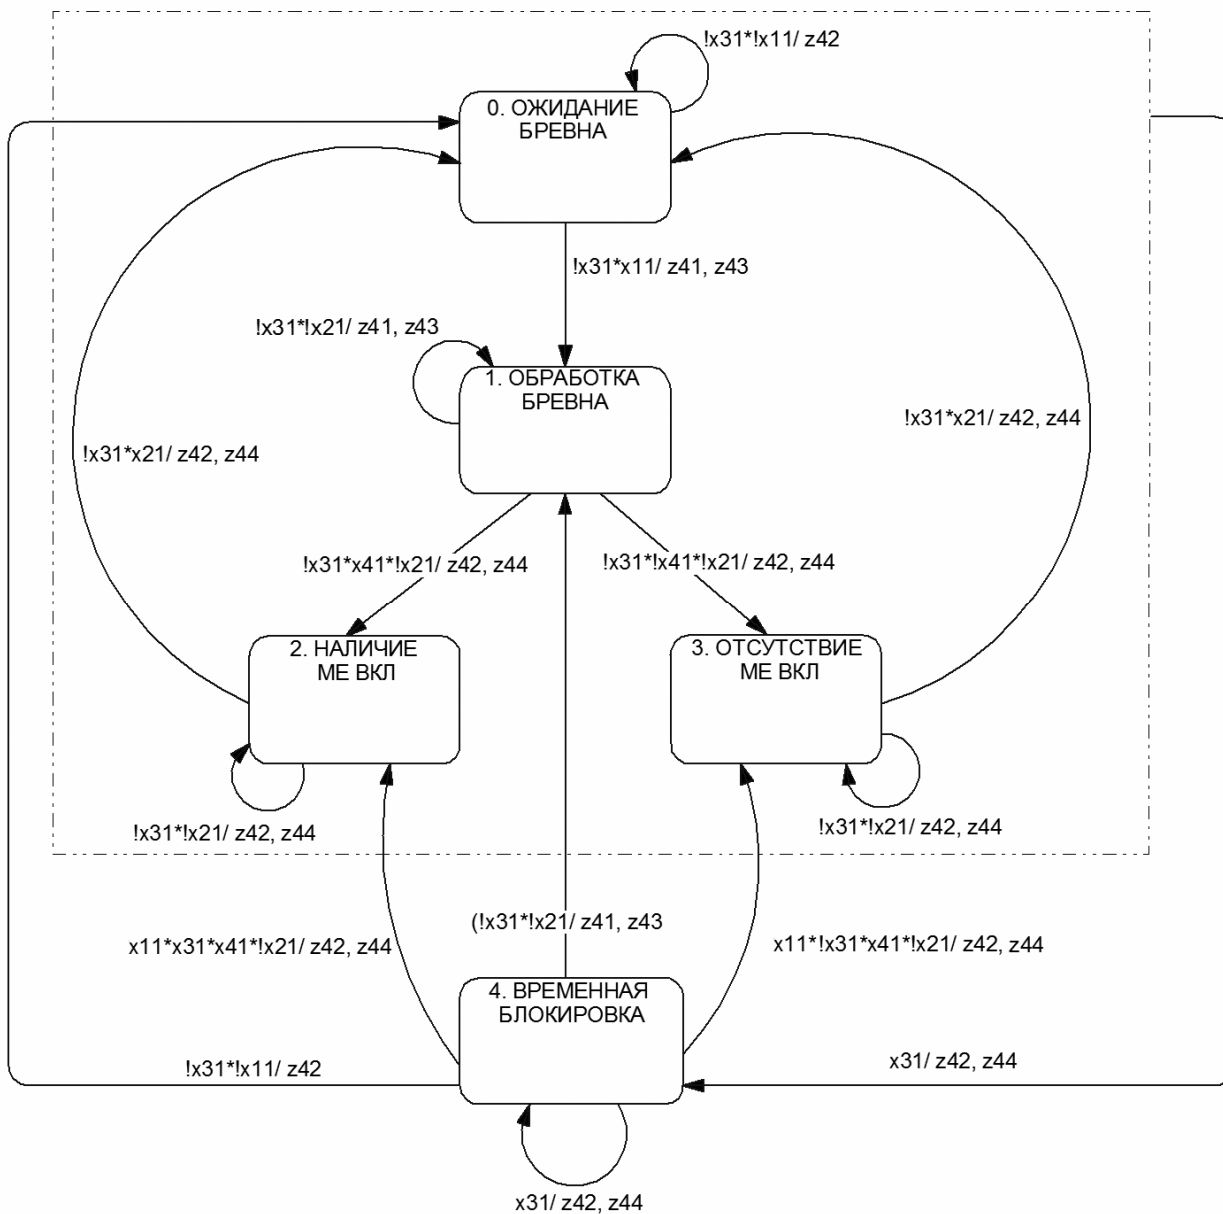 !x31*!x11/ z42
0. ОЖИДАНИЕ
БРЕВНА
!x31*x11/ z41, z43
!x31*!x21/ z41, z43
1. ОБРАБОТКА
БРЕВНА
!x31*x21/ z42, z44
!x31*x21/ z42, z44
!x31*x41*!x21/ z42, z44
!x31*!x41*!x21/ z42, z44
2. НАЛИЧИЕ
МЕ ВКЛ
3. ОТСУТСТВИЕ
МЕ ВКЛ
!x31*!x21/ z42, z44
!x31*!x21/ z42, z44
(!x31*!x21/ z41, z43
x11*x31*x41*!x21/ z42, z44
x11*!x31*x41*!x21/ z42, z44
4. ВРЕМЕННАЯ
БЛОКИРОВКА
!x31*!x11/ z42
x31/ z42, z44
x31/ z42, z44